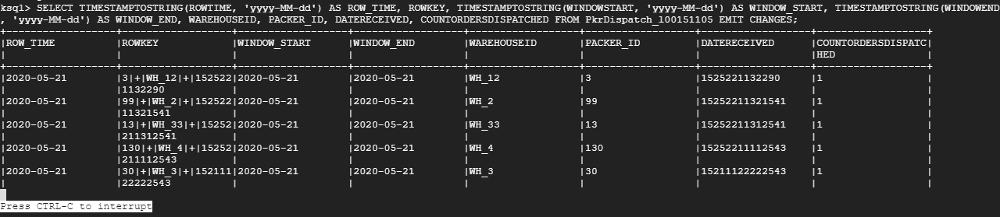 ksql> SELECT TIMESTAMPTOSTRING(ROWTIME, 'yyyy-MM-dd') AS ROW_TIME, ROWKEY, TIMESTAMPTOSTRING(WINDOWSTART, 'yyyy-MM-dd') AS WINDOW_START, TIMESTAMPTOSTRING(WINDOWEND
, 'yyyy-MM-dd') AS WINDOW_END, WAREHOUSEID, PACKER_ID, DATERECEIVED, COUNTORDERSDISPATCHED FROM PkrDispatch_100151105 EMIT CHANGES;
+------------------+------------------+------------------+------------------+------------------+------------------+------------------+------------------+
|ROW_TIME          |ROWKEY            |WINDOW_START      |WINDOW_END        |WAREHOUSEID       |PACKER_ID         |DATERECEIVED      |COUNTORDERSDISPATC|
|                  |                  |                  |                  |                  |                  |                  |HED               |
+------------------+------------------+------------------+------------------+------------------+------------------+------------------+------------------+
|2020-05-21        |3|+|WH_12|+|152522|2020-05-21        |2020-05-21        |WH_12             |3                 |1525221132290     |1                 |
|                  |1132290           |                  |                  |                  |                  |                  |                  |
|2020-05-21        |99|+|WH_2|+|152522|2020-05-21        |2020-05-21        |WH_2              |99                |15252211321541    |1                 |
|                  |11321541          |                  |                  |                  |                  |                  |                  |
|2020-05-21        |13|+|WH_33|+|15252|2020-05-21        |2020-05-21        |WH_33             |13                |15252211312541    |1                 |
|                  |211312541         |                  |                  |                  |                  |                  |                  |
|2020-05-21        |130|+|WH_4|+|15252|2020-05-21        |2020-05-21        |WH_4              |130               |15252211112543    |1                 |
|                  |211112543         |                  |                  |                  |                  |                  |                  |
|2020-05-21        |30|+|WH_3|+|152111|2020-05-21        |2020-05-21        |WH_3              |30                |15211122222543    |1                 |
|                  |22222543          |                  |                  |                  |                  |                  |                  |
Press CTRL-C to interrupt